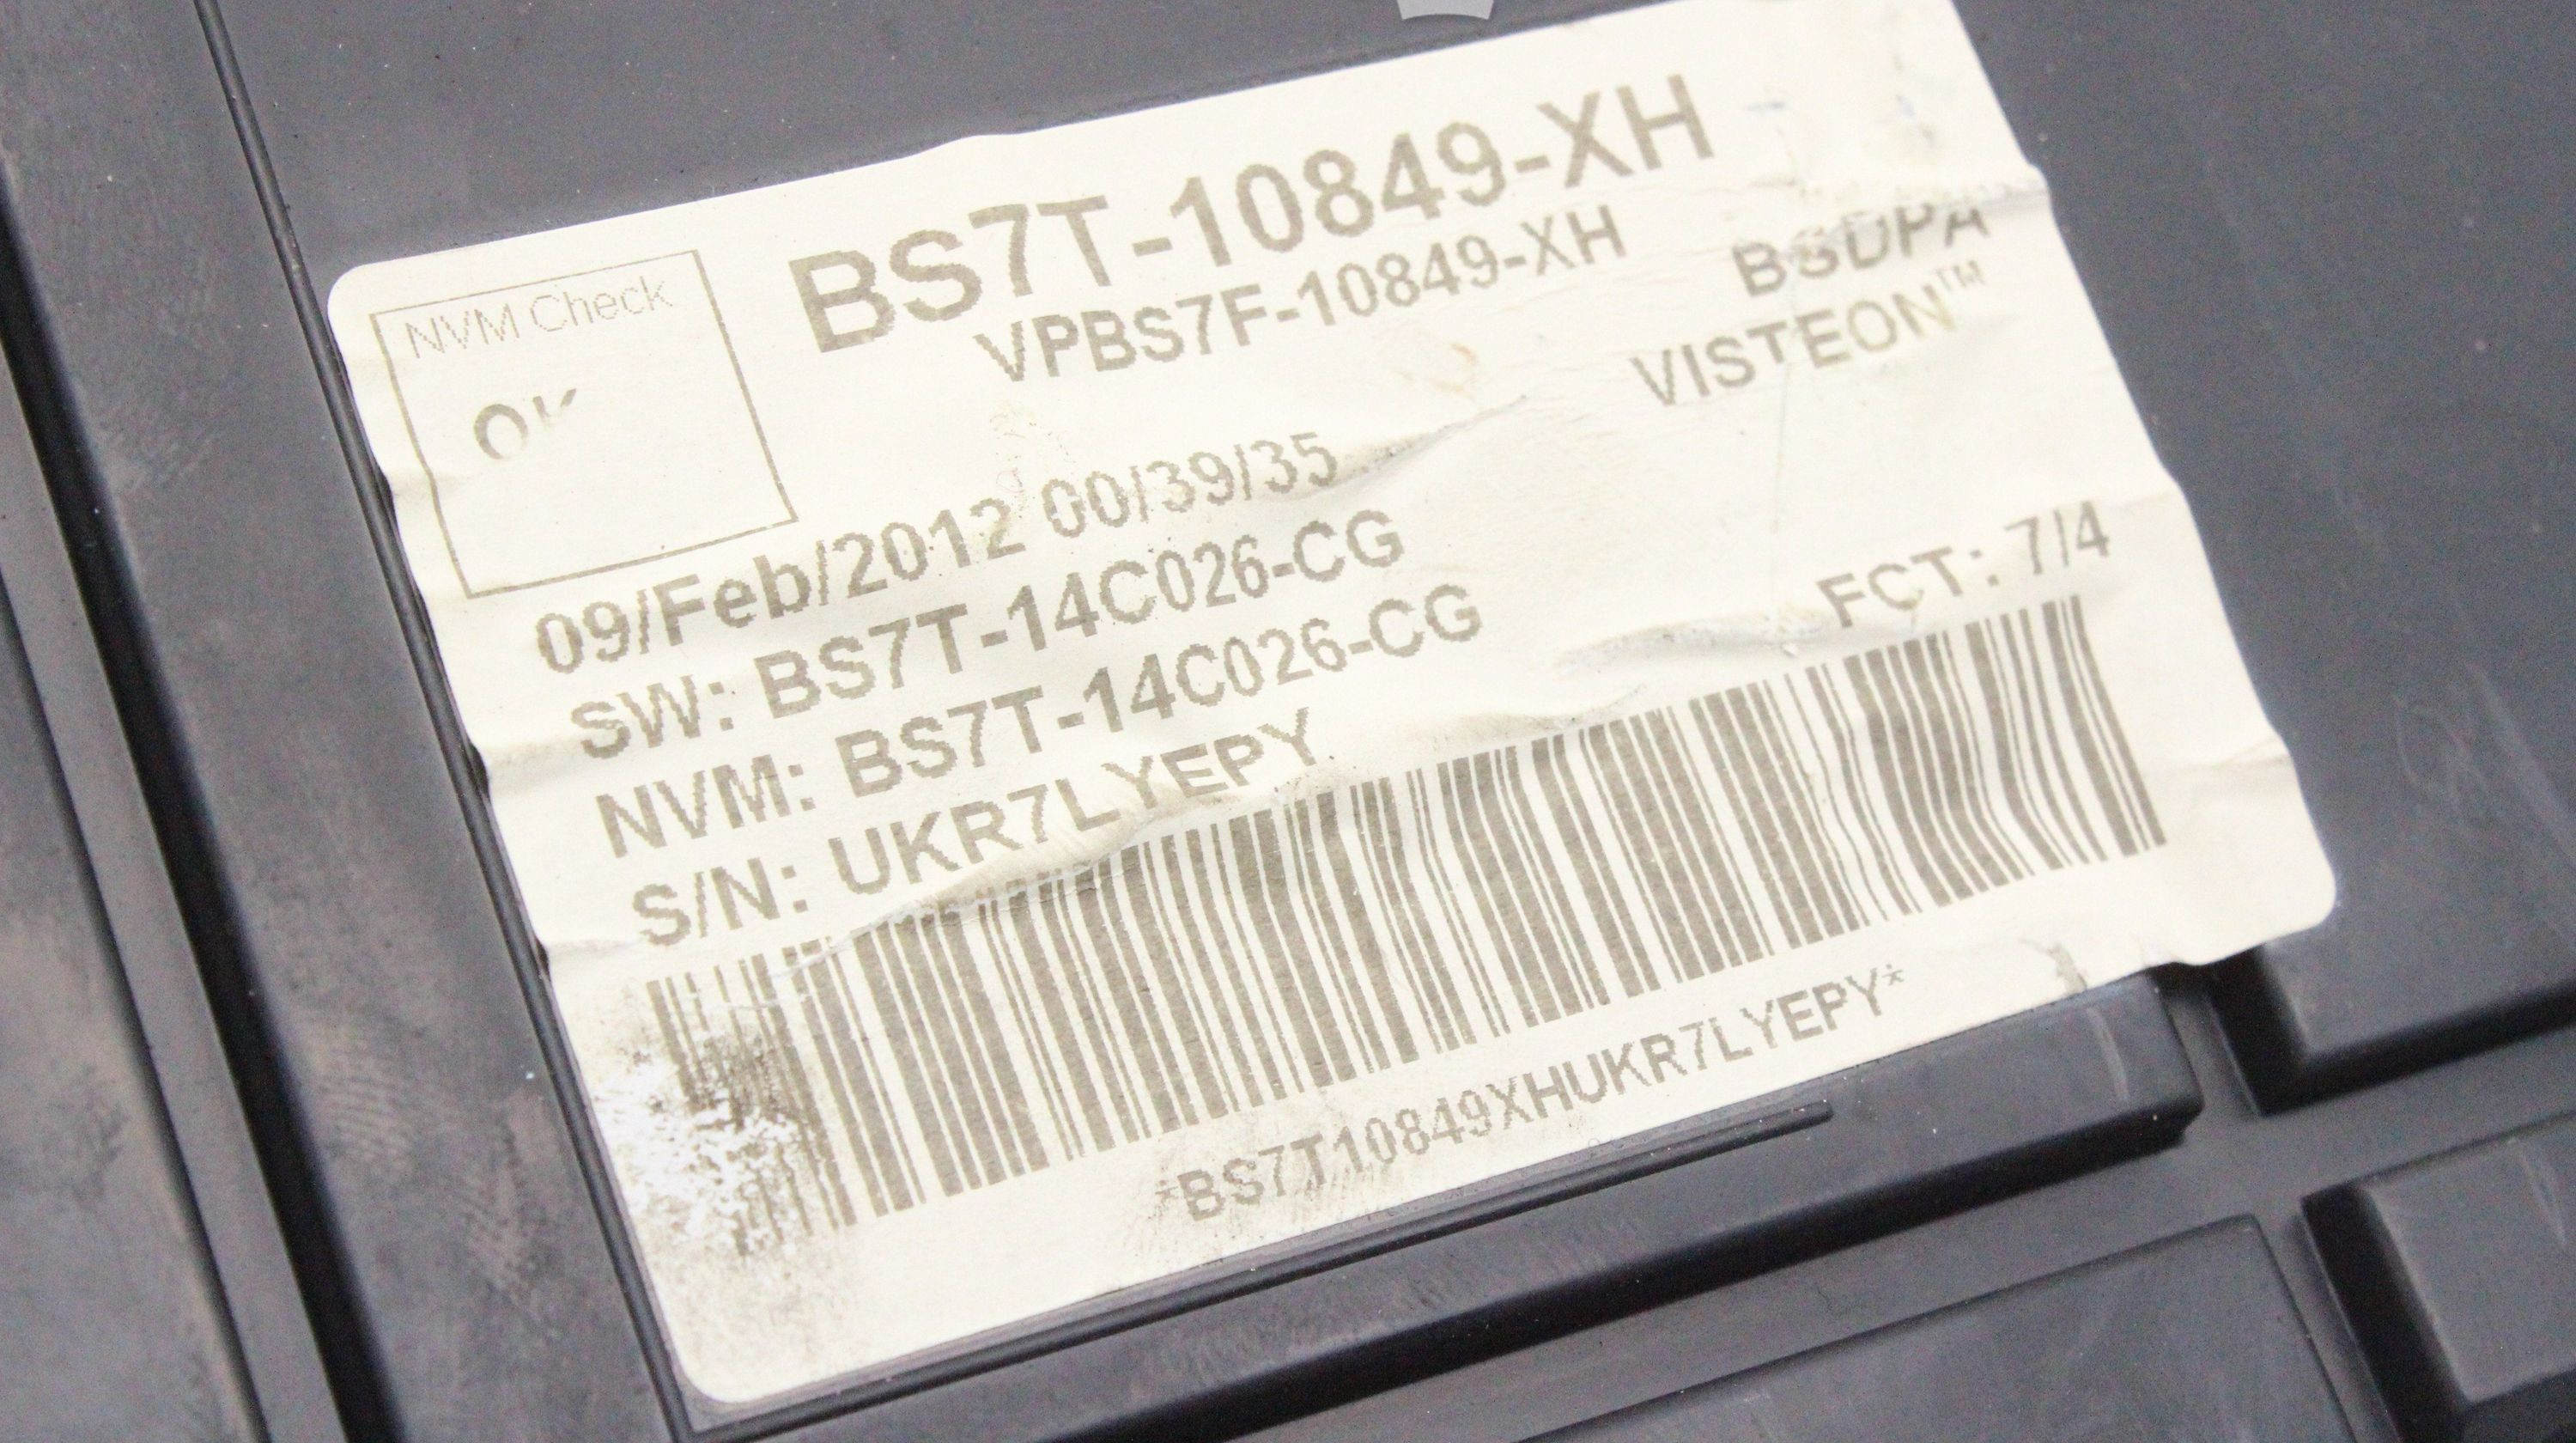 BS7T-10849-XH
VPBS7F-10849-XH
BSDPA
VISTEON™
NVM Check
OK
09/Feb/2012 00/39/35
SW: BS7T-14C026-CG
NVM: BS7T-14C026-CG
FCT: 7/4
S/N: UKR7LYEPY
*BS7T10849XHUKR7LYEPY*